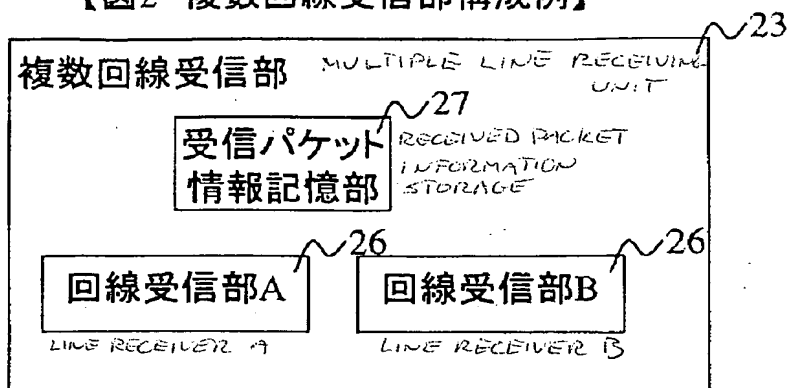 【図2 複数回線受信部構成例】
23
複数回線受信部 MULTIPLE LINE RECEIVING
UNIT
27
受信パケット RECEIVED PACKET
情報記憶部 INFORMATION
STORAGE
26 26
回線受信部A 回線受信部B
LINE RECEIVER A LINE RECEIVER B